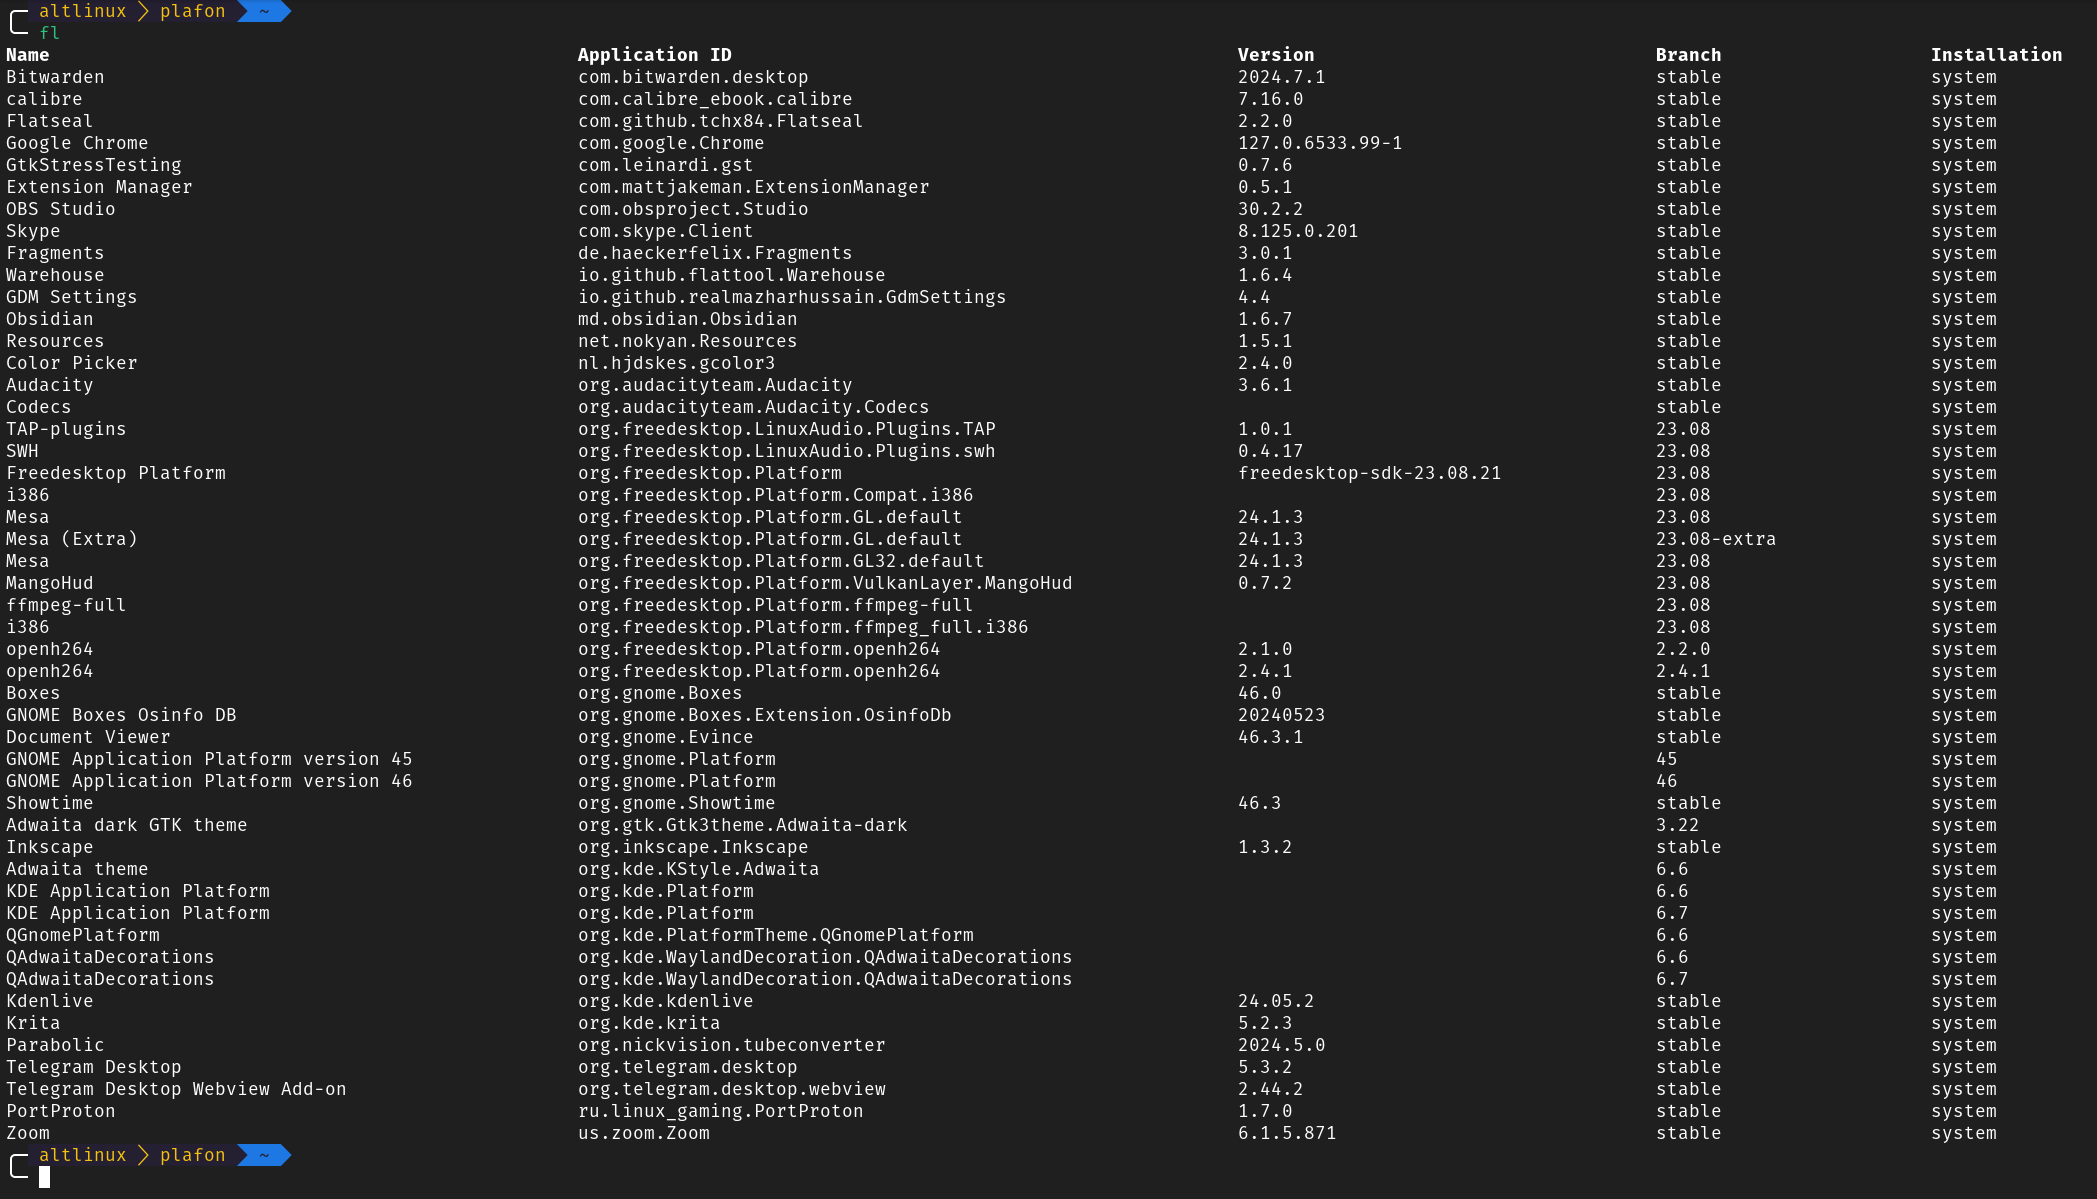 altlinux plafon ~
fl
Name Application ID Version Branch Installation
Bitwarden com.bitwarden.desktop 2024.7.1 stable system
calibre com.calibre_ebook.calibre 7.16.0 stable system
Flatseal com.github.tchx84.Flatseal 2.2.0 stable system
Google Chrome com.google.Chrome 127.0.6533.99-1 stable system
GtkStressTesting com.leinardi.gst 0.7.6 stable system
Extension Manager com.mattjakeman.ExtensionManager 0.5.1 stable system
OBS Studio com.obsproject.Studio 30.2.2 stable system
Skype com.skype.Client 8.125.0.201 stable system
Fragments de.haeckerfelix.Fragments 3.0.1 stable system
Warehouse io.github.flattool.Warehouse 1.6.4 stable system
GDM Settings io.github.realmazharhussain.GdmSettings 4.4 stable system
Obsidian md.obsidian.Obsidian 1.6.7 stable system
Resources net.nokyan.Resources 1.5.1 stable system
Color Picker nl.hjdskes.gcolor3 2.4.0 stable system
Audacity org.audacityteam.Audacity 3.6.1 stable system
Codecs org.audacityteam.Audacity.Codecs stable system
TAP-plugins org.freedesktop.LinuxAudio.Plugins.TAP 1.0.1 23.08 system
SWH org.freedesktop.LinuxAudio.Plugins.swh 0.4.17 23.08 system
Freedesktop Platform org.freedesktop.Platform freedesktop-sdk-23.08.21 23.08 system
i386 org.freedesktop.Platform.Compat.i386 23.08 system
Mesa org.freedesktop.Platform.GL.default 24.1.3 23.08 system
Mesa (Extra) org.freedesktop.Platform.GL.default 24.1.3 23.08-extra system
Mesa org.freedesktop.Platform.GL32.default 24.1.3 23.08 system
MangoHud org.freedesktop.Platform.VulkanLayer.MangoHud 0.7.2 23.08 system
ffmpeg-full org.freedesktop.Platform.ffmpeg-full 23.08 system
i386 org.freedesktop.Platform.ffmpeg_full.i386 23.08 system
openh264 org.freedesktop.Platform.openh264 2.1.0 2.2.0 system
openh264 org.freedesktop.Platform.openh264 2.4.1 2.4.1 system
Boxes org.gnome.Boxes 46.0 stable system
GNOME Boxes Osinfo DB org.gnome.Boxes.Extension.OsinfoDb 20240523 stable system
Document Viewer org.gnome.Evince 46.3.1 stable system
GNOME Application Platform version 45 org.gnome.Platform 45 system
GNOME Application Platform version 46 org.gnome.Platform 46 system
Showtime org.gnome.Showtime 46.3 stable system
Adwaita dark GTK theme org.gtk.Gtk3theme.Adwaita-dark 3.22 system
Inkscape org.inkscape.Inkscape 1.3.2 stable system
Adwaita theme org.kde.KStyle.Adwaita 6.6 system
KDE Application Platform org.kde.Platform 6.6 system
KDE Application Platform org.kde.Platform 6.7 system
QGnomePlatform org.kde.PlatformTheme.QGnomePlatform 6.6 system
QAdwaitaDecorations org.kde.WaylandDecoration.QAdwaitaDecorations 6.6 system
QAdwaitaDecorations org.kde.WaylandDecoration.QAdwaitaDecorations 6.7 system
Kdenlive org.kde.kdenlive 24.05.2 stable system
Krita org.kde.krita 5.2.3 stable system
Parabolic org.nickvision.tubeconverter 2024.5.0 stable system
Telegram Desktop org.telegram.desktop 5.3.2 stable system
Telegram Desktop Webview Add-on org.telegram.desktop.webview 2.44.2 stable system
PortProton ru.linux_gaming.PortProton 1.7.0 stable system
Zoom us.zoom.Zoom 6.1.5.871 stable system
altlinux plafon ~